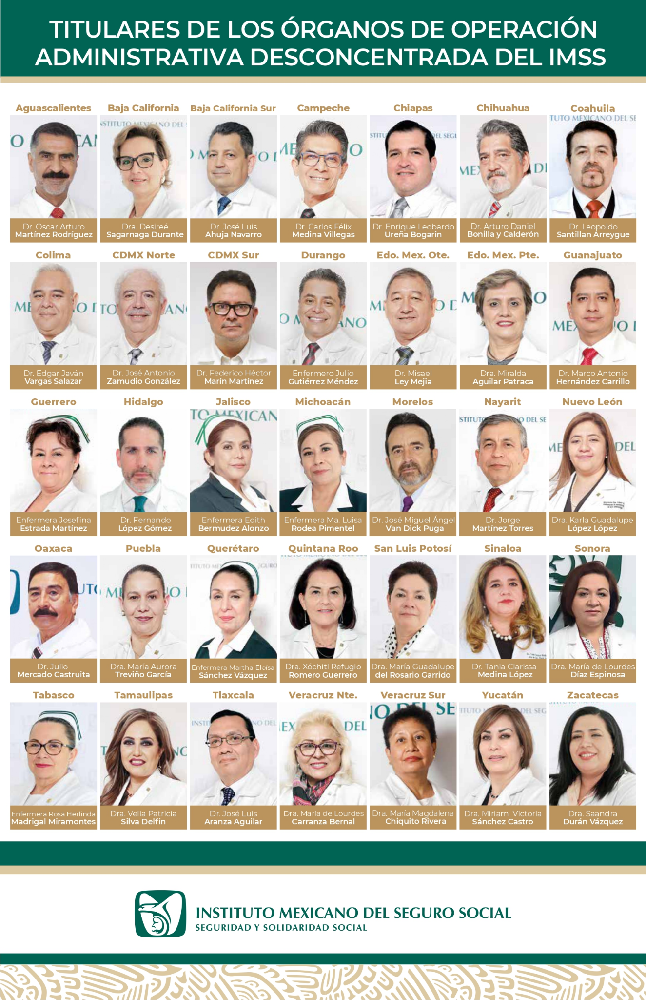 TITULARES DE LOS ÓRGANOS DE OPERACIÓN
ADMINISTRATIVA DESCONCENTRADA DEL IMSS
Aguascalientes
Dr. Oscar Arturo
Martínez Rodríguez
Baja California
Dra. Desireé
Sagarnaga Durante
Baja California Sur
Dr. José Luis
Ahuja Navarro
Campeche
Dr. Carlos Félix
Medina Villegas
Chiapas
Dr. Enrique Leobardo
Ureña Bogarin
Chihuahua
Dr. Arturo Daniel
Bonilla y Calderón
Coahuila
Dr. Leopoldo
Santillan Arreygue
Colima
Dr. Edgar Javán
Vargas Salazar
CDMX Norte
Dr. José Antonio
Zamudio González
CDMX Sur
Dr. Federico Héctor
Marín Martínez
Durango
Enfermero Julio
Gutiérrez Méndez
Edo. Mex. Ote.
Dr. Misael
Ley Mejia
Edo. Mex. Pte.
Dra. Miralda
Aguilar Patraca
Guanajuato
Dr. Marco Antonio
Hernández Carrillo
Guerrero
Enfermera Josefina
Estrada Martínez
Hidalgo
Dr. Fernando
López Gómez
Jalisco
Enfermera Edith
Bermudez Alonzo
Michoacán
Enfermera Ma. Luisa
Rodea Pimentel
Morelos
Dr. José Miguel Ángel
Van Dick Puga
Nayarit
Dr. Jorge
Martínez Torres
Nuevo León
Dra. Karla Guadalupe
López López
Oaxaca
Dr. Julio
Mercado Castruita
Puebla
Dra. María Aurora
Treviño García
Querétaro
Enfermera Martha Eloísa
Sánchez Vázquez
Quintana Roo
Dra. Xóchitl Refugio
Romero Guerrero
San Luis Potosí
Dra. María Guadalupe
del Rosario Garrido
Sinaloa
Dra. Tania Clarissa
Medina López
Sonora
Dra. María de Lourdes
Díaz Espinosa
Tabasco
Enfermera Rosa Herlinda
Madrigal Miramontes
Tamaulipas
Dra. Velia Patricia
Silva Delfin
Tlaxcala
Dr. José Luis
Aranza Aguilar
Veracruz Nte.
Dra. María de Lourdes
Carranza Bernal
Veracruz Sur
Dra. María Magdalena
Chiquito Rivera
Yucatán
Dra. Miriam Victoria
Sánchez Castro
Zacatecas
Dra. Saandra
Durán Vázquez
INSTITUTO MEXICANO DEL SEGURO SOCIAL
SEGURIDAD Y SOLIDARIDAD SOCIAL